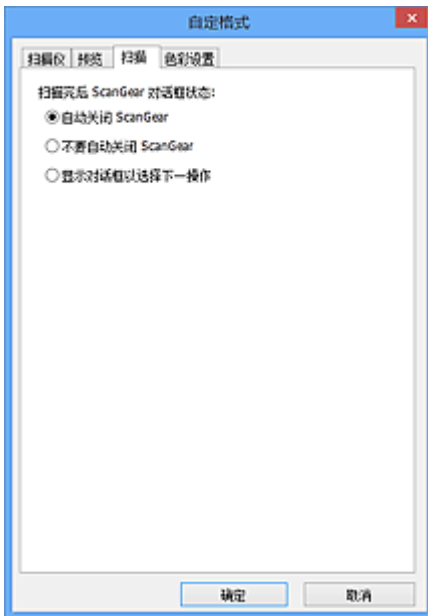 自定格式
扫描仪 预览 扫描 色彩设置
扫描完后 ScanGear 对话框状态:
自动关闭 ScanGear
不要自动关闭 ScanGear
显示对话框以选择下一操作
确定 取消